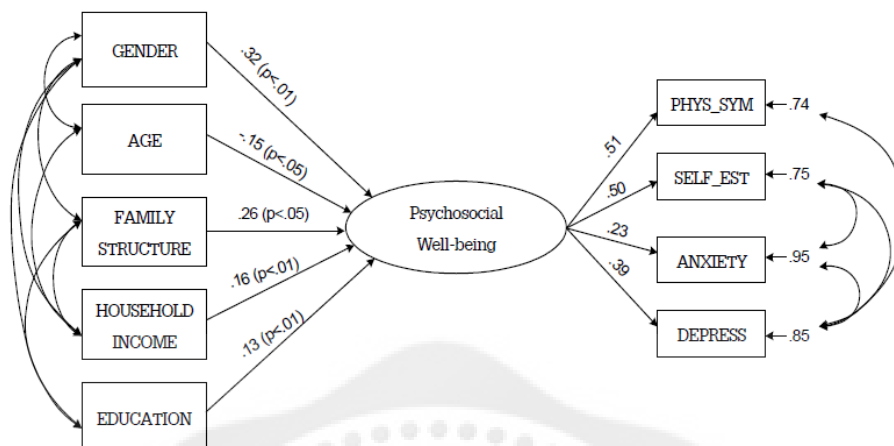 GENDER
AGE
FAMILY
STRUCTURE
HOUSEHOLD
INCOME
EDUCATION
.32 (p<.01)
-.15 (p<.05)
.26 (p<.05)
.16 (p<.01)
.13 (p<.01)
Psychosocial
Well-being
.51
.50
.23
.39
PHYS_SYM
.74
SELF_EST
.75
ANXIETY
.95
DEPRESS
.85